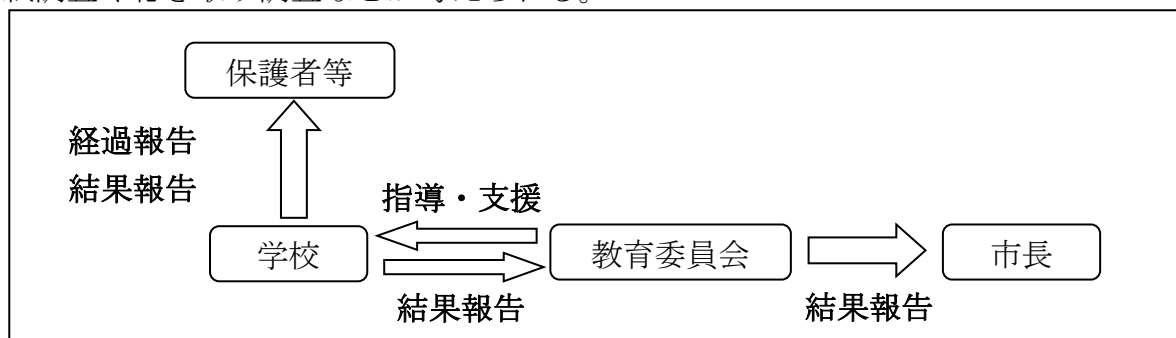 保護者等
経過報告
結果報告
指導・支援
学校
教育委員会
市長
結果報告
結果報告